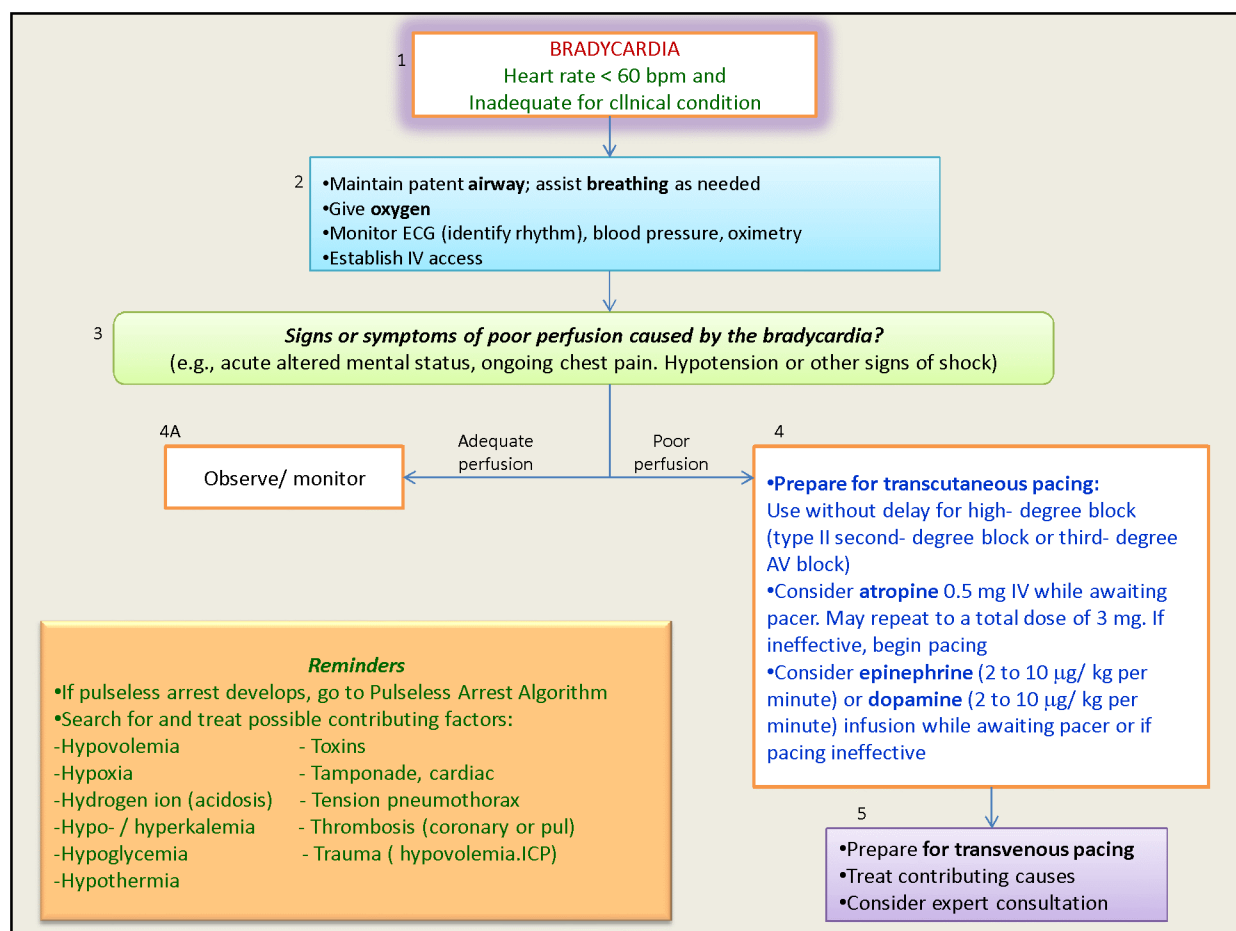 1
BRADYCARDIA
Heart rate < 60 bpm and
Inadequate for clInical condition
2
•Maintain patent airway; assist breathing as needed
•Give oxygen
•Monitor ECG (identify rhythm), blood pressure, oximetry
•Establish IV access
3
Signs or symptoms of poor perfusion caused by the bradycardia?
(e.g., acute altered mental status, ongoing chest pain. Hypotension or other signs of shock)
4A
Adequate
perfusion
Poor
perfusion
Observe/ monitor
4
•Prepare for transcutaneous pacing:
Use without delay for high- degree block
(type II second- degree block or third- degree
AV block)
•Consider atropine 0.5 mg IV while awaiting
pacer. May repeat to a total dose of 3 mg. If
ineffective, begin pacing
•Consider epinephrine (2 to 10 µg/ kg per
minute) or dopamine (2 to 10 µg/ kg per
minute) infusion while awaiting pacer or if
pacing ineffective
Reminders
•If pulseless arrest develops, go to Pulseless Arrest Algorithm
•Search for and treat possible contributing factors:
-Hypovolemia - Toxins
-Hypoxia - Tamponade, cardiac
-Hydrogen ion (acidosis) - Tension pneumothorax
-Hypo- / hyperkalemia - Thrombosis (coronary or pul)
-Hypoglycemia - Trauma ( hypovolemia.ICP)
-Hypothermia
5
•Prepare for transvenous pacing
•Treat contributing causes
•Consider expert consultation